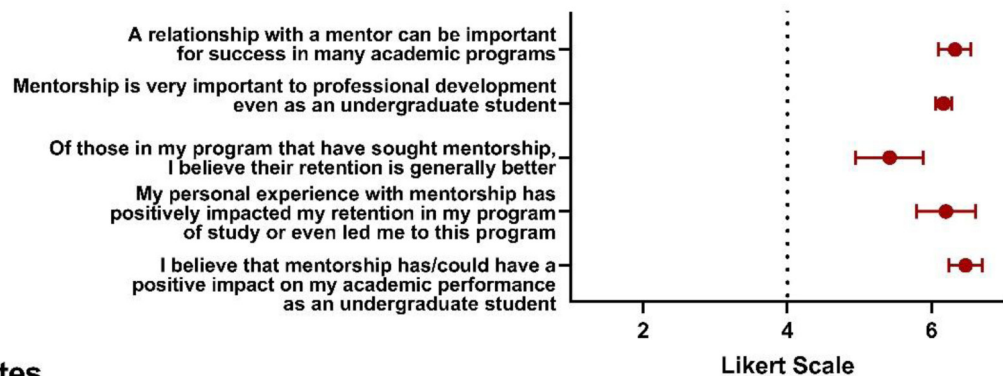 A relationship with a mentor can be important
for success in many academic programs
Mentorship is very important to professional development
even as an undergraduate student
Of those in my program that have sought mentorship,
I believe their retention is generally better
My personal experience with mentorship has
positively impacted my retention in my program
of study or even led me to this program
I believe that mentorship has/could have a
positive impact on my academic performance
as an undergraduate student
2 4 6
Likert Scale